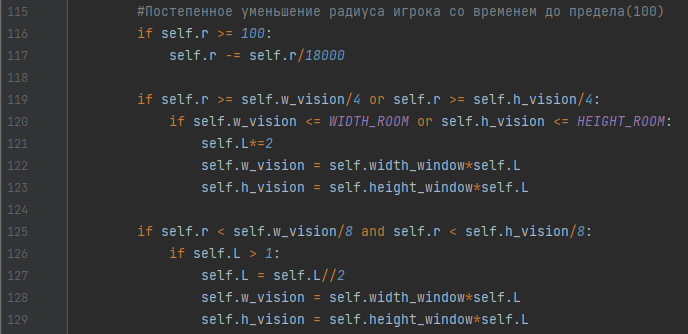 115 #Постепенное уменьшение радиуса игрока со временем до предела(100)
116 if self.r >= 100:
117 self.r -= self.r/18000
118
119 if self.r >= self.w_vision/4 or self.r >= self.h_vision/4:
120 if self.w_vision <= WIDTH_ROOM or self.h_vision <= HEIGHT_ROOM:
121 self.L*=2
122 self.w_vision = self.width_window*self.L
123 self.h_vision = self.height_window*self.L
124
125 if self.r < self.w_vision/8 and self.r < self.h_vision/8:
126 if self.L > 1:
127 self.L = self.L//2
128 self.w_vision = self.width_window*self.L
129 self.h_vision = self.height_window*self.L